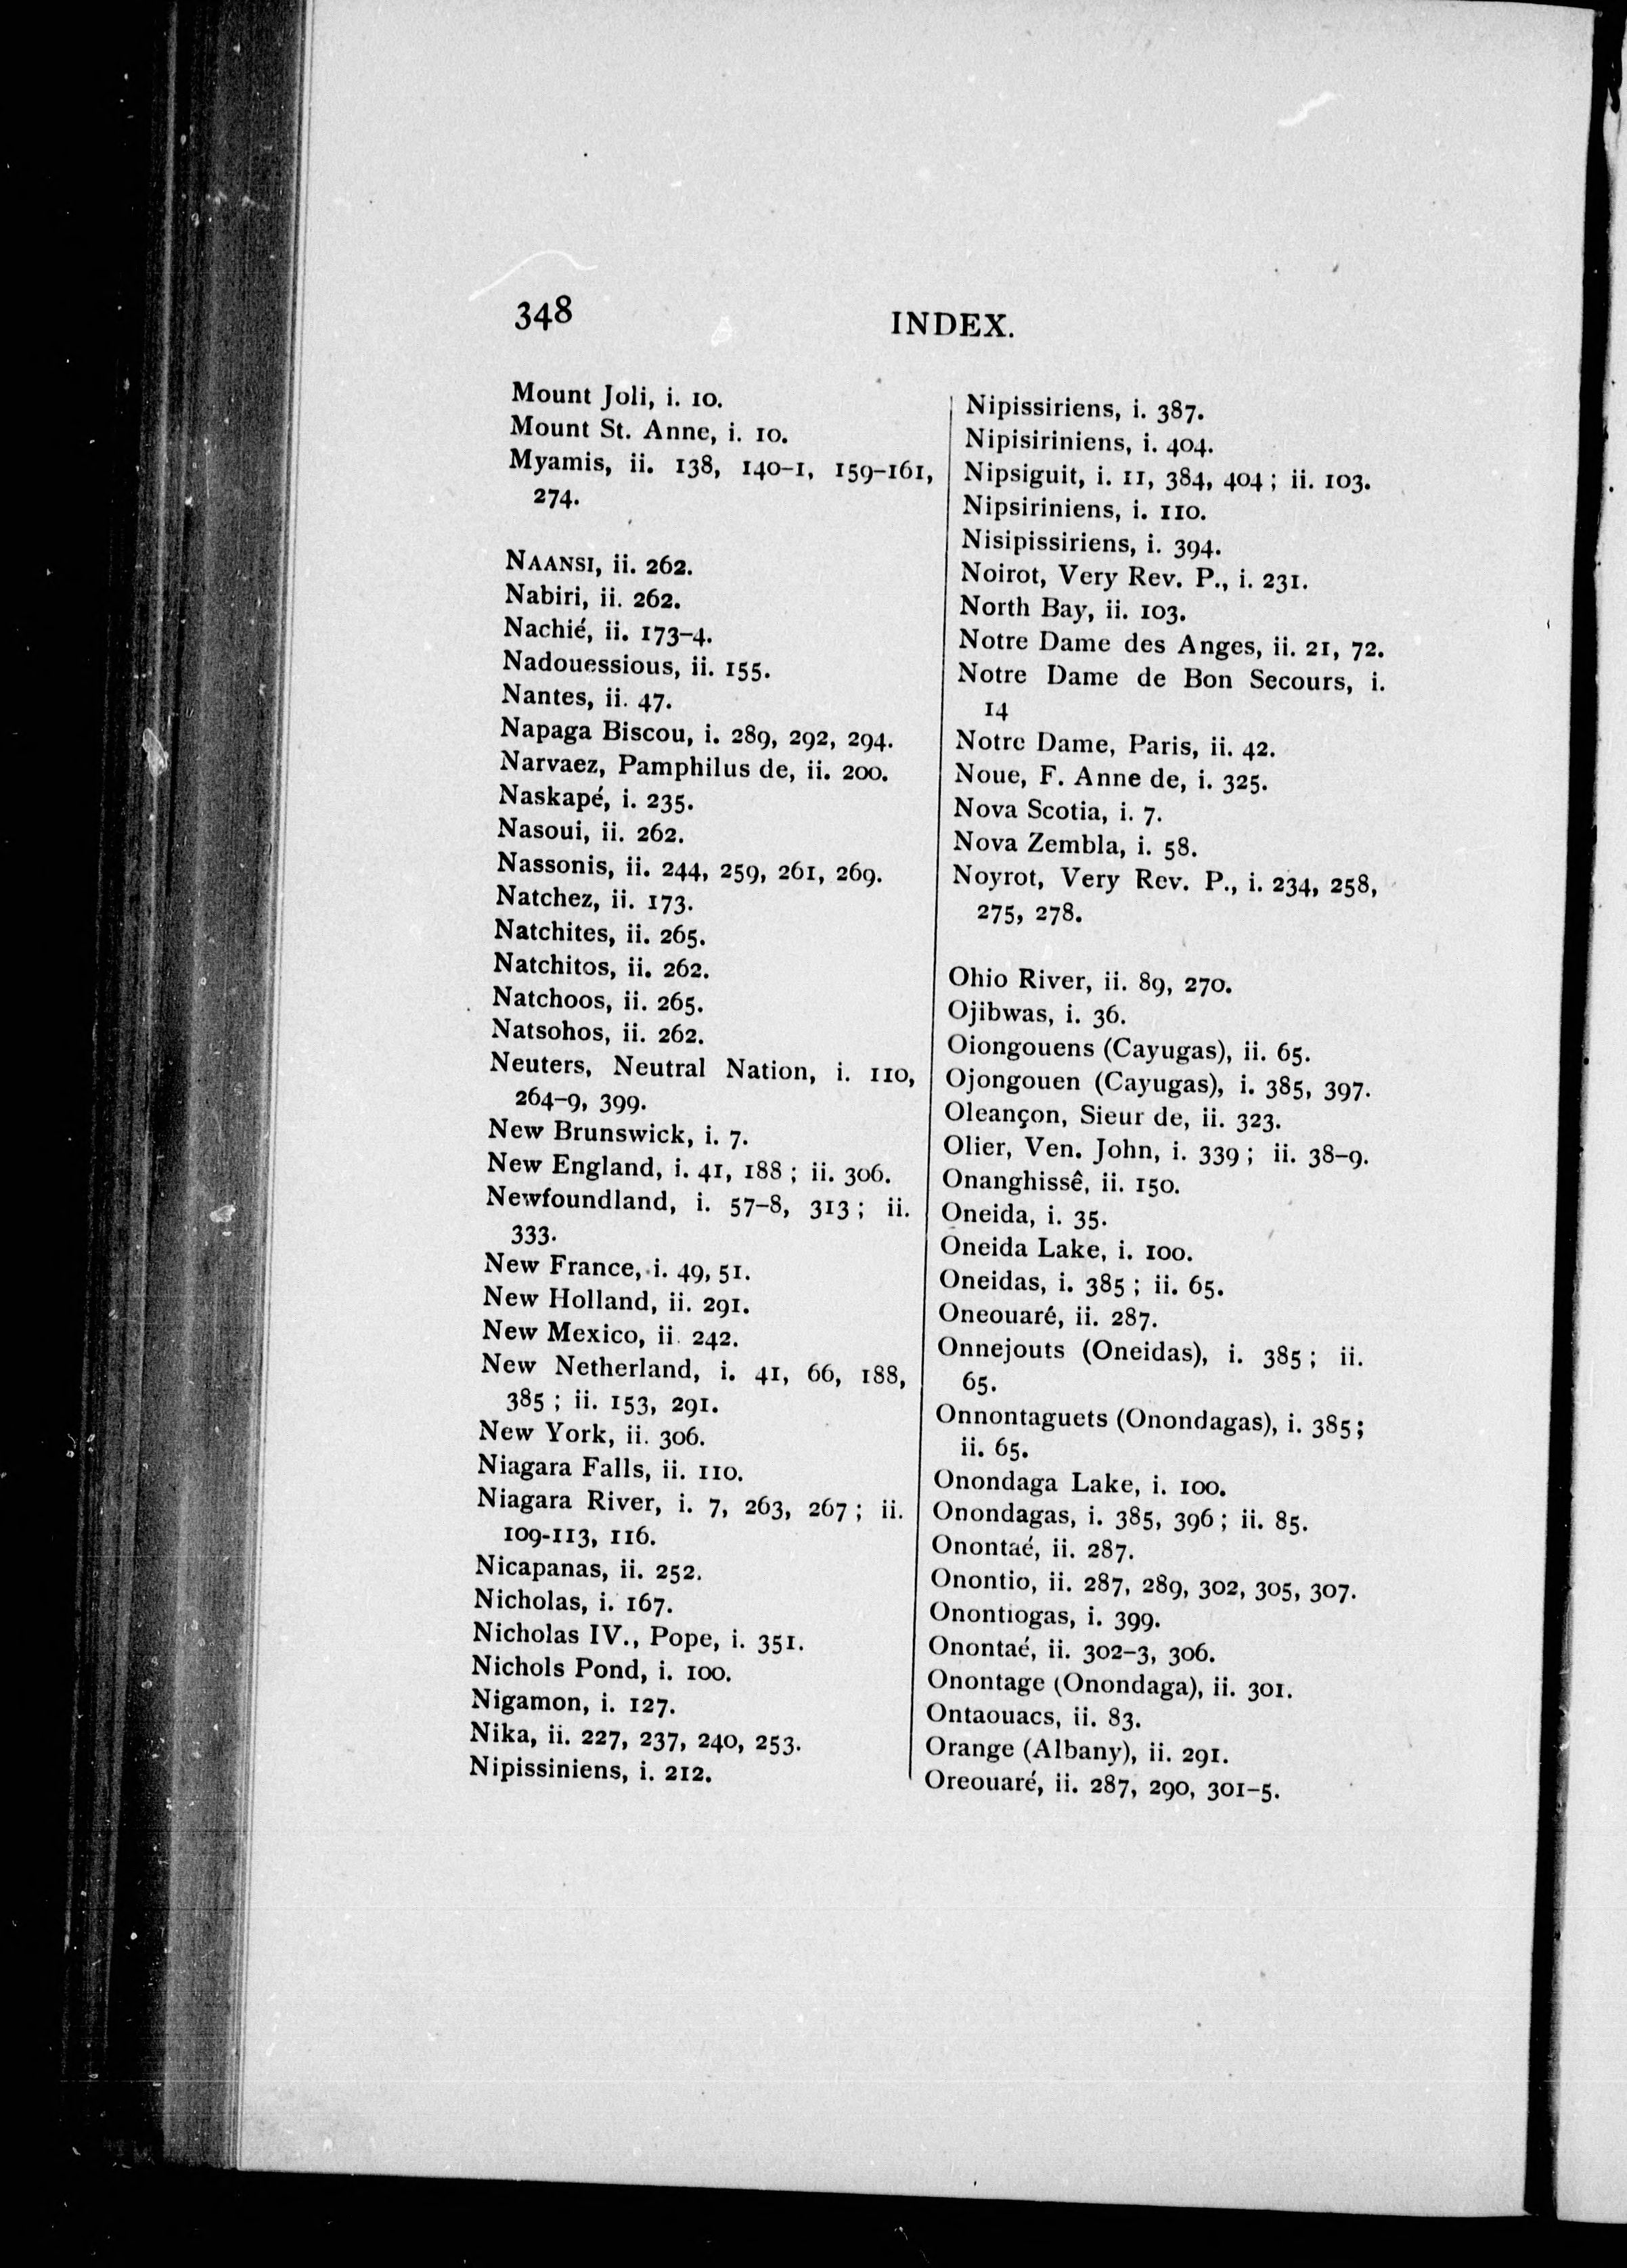 348
INDEX.
Mount Joli, i. 10.
Mount St. Anne, i. 10.
Myamis, ii. 138, 140-1, 159-161,
274.
NAANSI, ii. 262.
Nabiri, ii. 262.
Nachié, ii. 173-4.
Nadouessious, ii. 155.
Nantes, ii. 47.
Napaga Biscou, i. 289, 292, 294.
Narvaez, Pamphilus de, ii. 200.
Naskapé, i. 235.
Nasoui, ii. 262.
Nassonis, ii. 244, 259, 261, 269.
Natchez, ii. 173.
Natchites, ii. 265.
Natchitos, ii. 262.
Natchoos, ii. 265.
Natsohos, ii. 262.
Neuters, Neutral Nation, i. 110,
264-9, 399.
New Brunswick, i. 7.
New England, i. 41, 188 ; ii. 306.
Newfoundland, i. 57-8, 313 ; ii.
333.
New France, i. 49, 51.
New Holland, ii. 291.
New Mexico, ii. 242.
New Netherland, i. 41, 66, 188,
385 ; ii. 153, 291.
New York, ii. 306.
Niagara Falls, ii. 110.
Niagara River, i. 7, 263, 267 ; ii.
109-113, 116.
Nicapanas, ii. 252.
Nicholas, i. 167.
Nicholas IV., Pope, i. 351.
Nichols Pond, i. 100.
Nigamon, i. 127.
Nika, ii. 227, 237, 240, 253.
Nipissiniens, i. 212.
Nipissiriens, i. 387.
Nipisiriniens, i. 404.
Nipsiguit, i. 11, 384, 404 ; ii. 103.
Nipsiriniens, i. 110.
Nisipissiriens, i. 394.
Noirot, Very Rev. P., i. 231.
North Bay, ii. 103.
Notre Dame des Anges, ii. 21, 72.
Notre Dame de Bon Secours, i.
14
Notre Dame, Paris, ii. 42.
Noue, F. Anne de, i. 325.
Nova Scotia, i. 7.
Nova Zembla, i. 58.
Noyrot, Very Rev. P., i. 234, 258,
275, 278.
Ohio River, ii. 89, 270.
Ojibwas, i. 36.
Oiongouens (Cayugas), ii. 65.
Ojongouen (Cayugas), i. 385, 397.
Oleançon, Sieur de, ii. 323.
Olier, Ven. John, i. 339 ; ii. 38-9.
Onanghissê, ii. 150.
Oneida, i. 35.
Oneida Lake, i. 100.
Oneidas, i. 385 ; ii. 65.
Oneouaré, ii. 287.
Onnejouts (Oneidas), i. 385 ; ii.
65.
Onnontaguets (Onondagas), i. 385 ;
ii. 65.
Onondaga Lake, i. 100.
Onondagas, i. 385, 396 ; ii. 85.
Onontaé, ii. 287.
Onontio, ii. 287, 289, 302, 305, 307.
Onontiogas, i. 399.
Onontaé, ii. 302-3, 306.
Onontage (Onondaga), ii. 301.
Ontaouacs, ii. 83.
Orange (Albany), ii. 291.
Oreouaré, ii. 287, 290, 301-5.